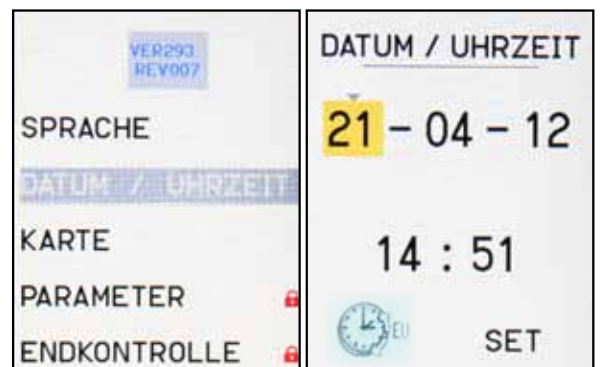 VER293
REV007
SPRACHE
DATUM / UHRZEIT
KARTE
PARAMETER
ENDKONTROLLE
DATUM / UHRZEIT
21 - 04 - 12
14 : 51
EU
SET